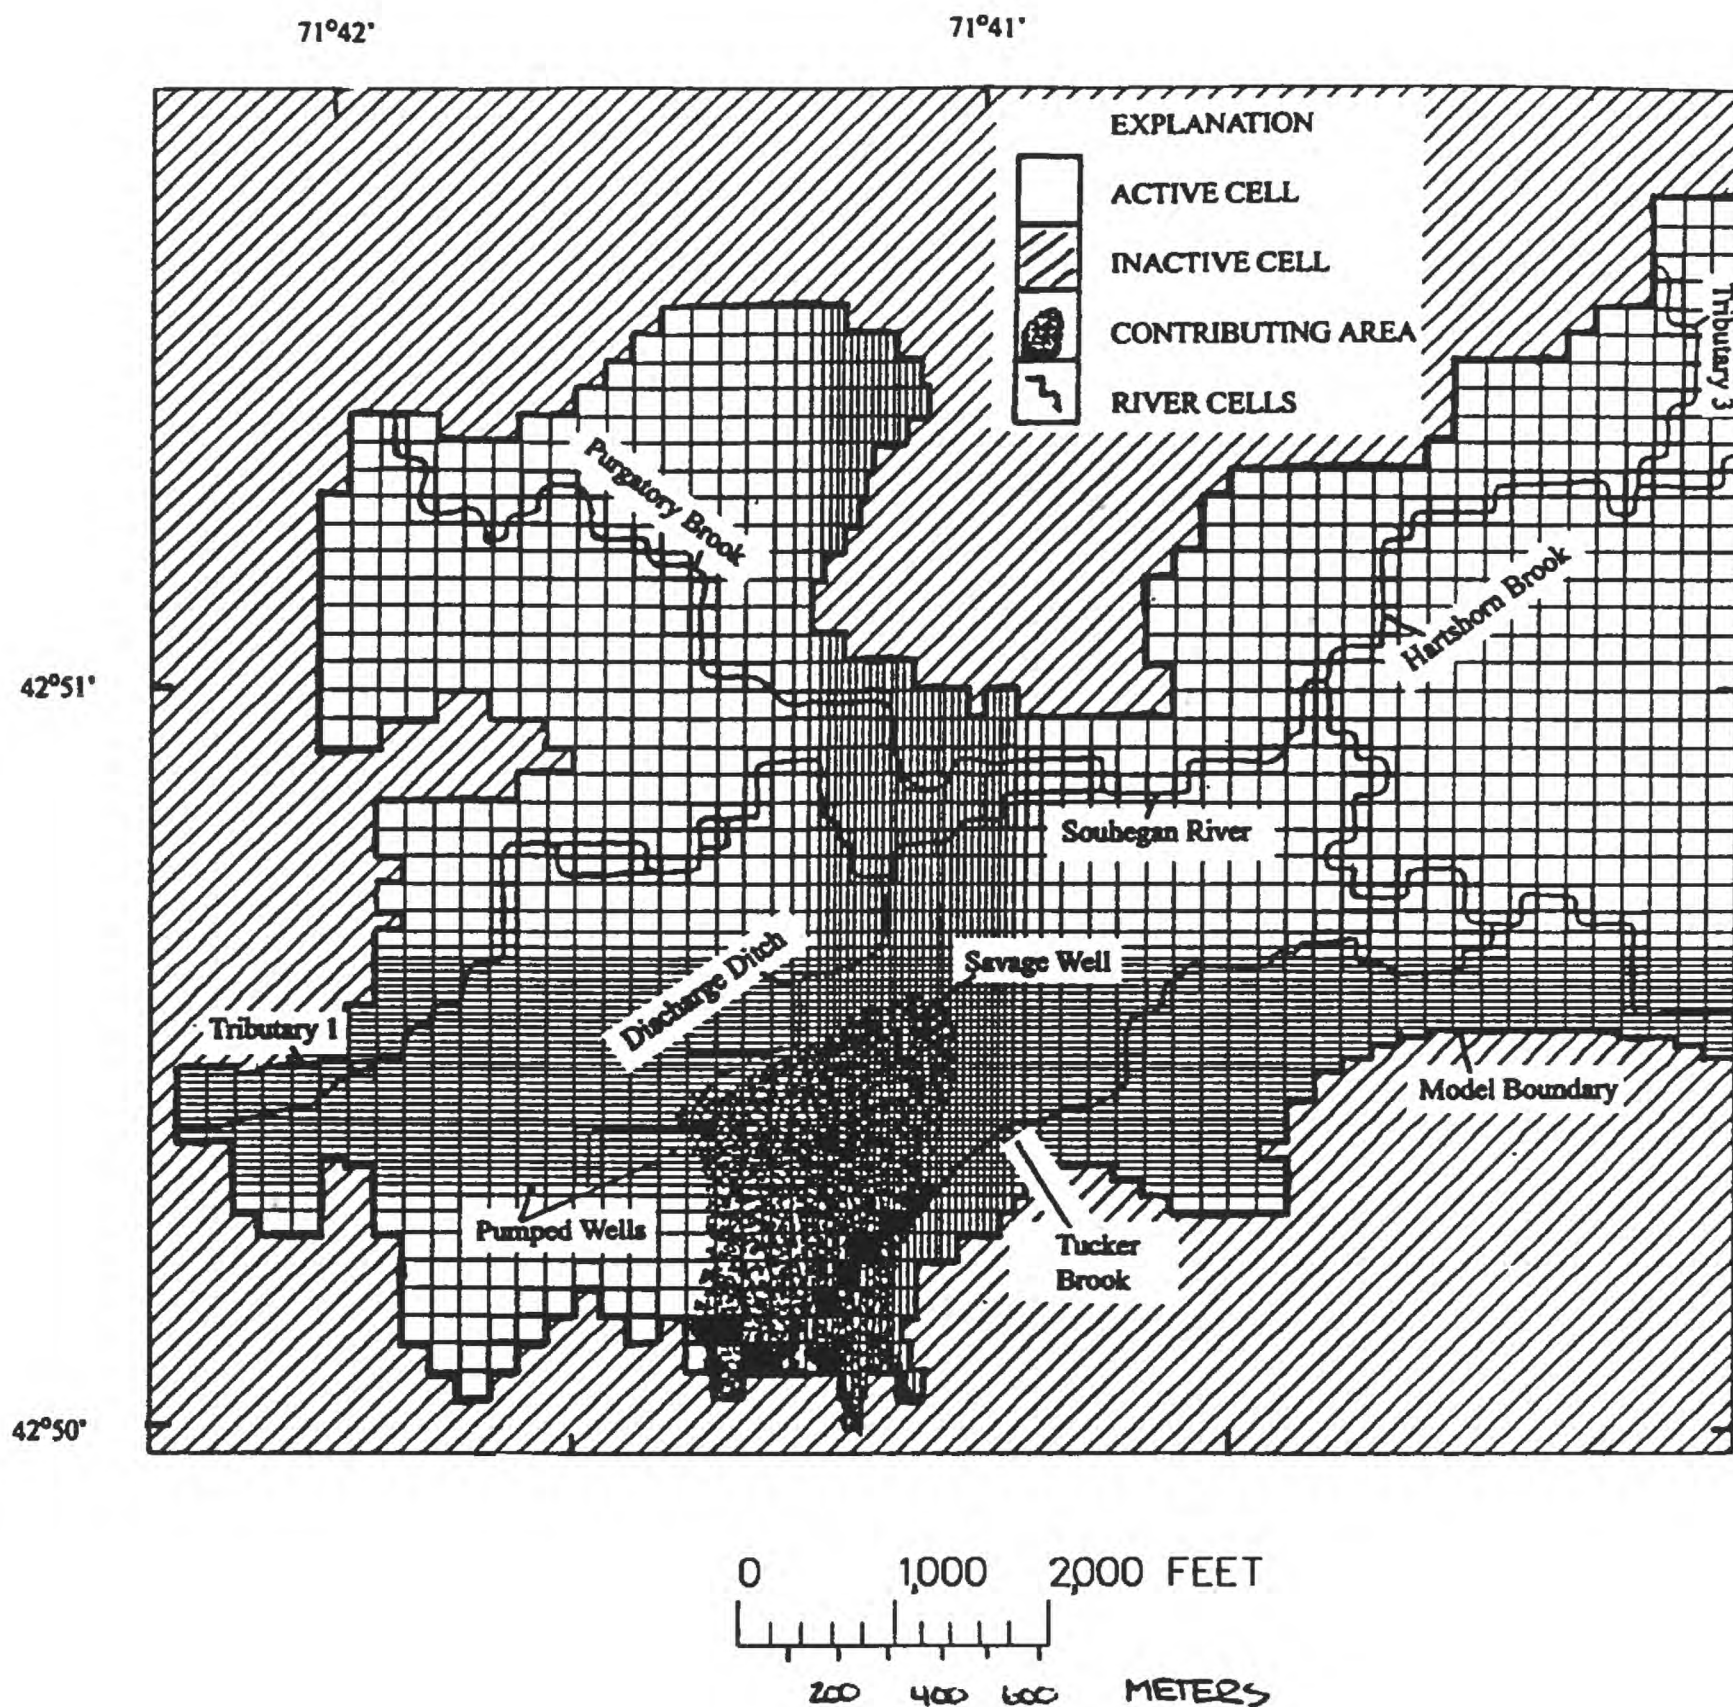 71°42'
71°41'
EXPLANATION
ACTIVE CELL
INACTIVE CELL
CONTRIBUTING AREA
RIVER CELLS
Tributary 3
Purgatory Brook
Hartshorn Brook
42°51'
Souhegan River
Discharge Ditch
Savage Well
Tributary 1
Model Boundary
Pumped Wells
Tucker
Brook
42°50'
0 1,000 2,000 FEET
200 400 600 METERS